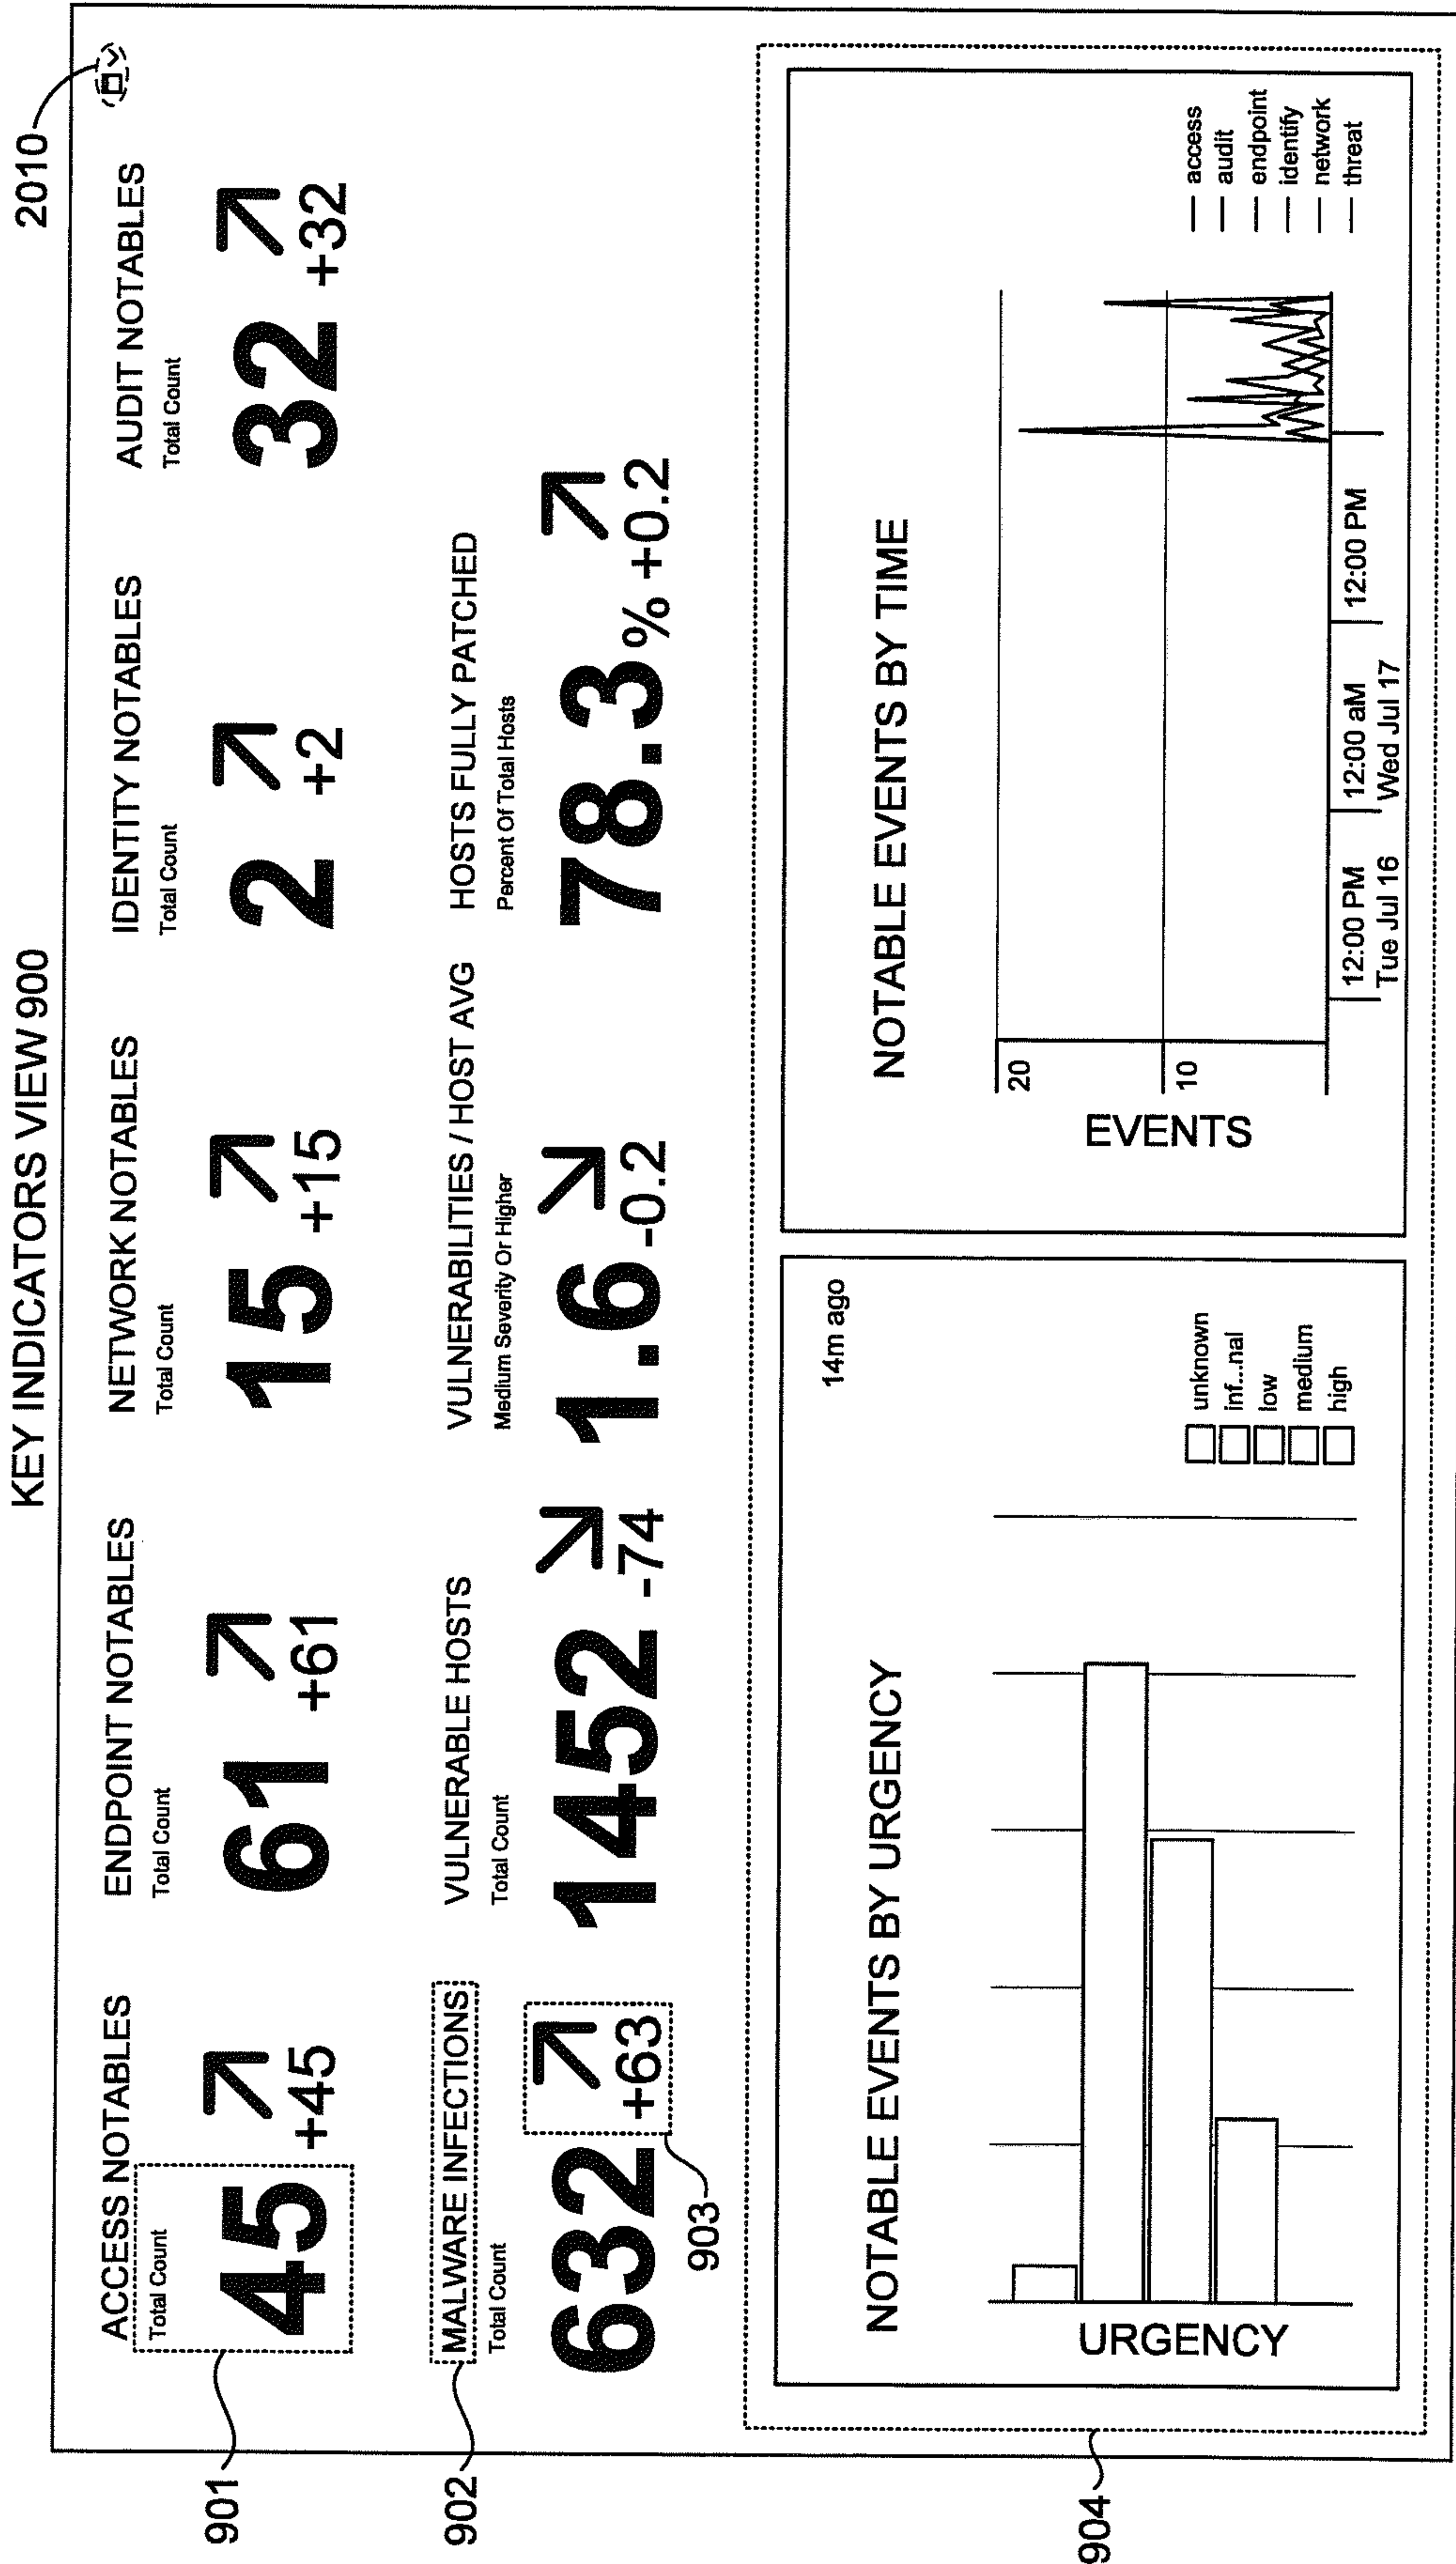 KEY INDICATORS VIEW 900
2010
ACCESS NOTABLES
Total Count
45 +45
ENDPOINT NOTABLES
Total Count
61 +61
NETWORK NOTABLES
Total Count
15 +15
IDENTITY NOTABLES
Total Count
2 +2
AUDIT NOTABLES
Total Count
32 +32
901
MALWARE INFECTIONS
Total Count
632 +63
VULNERABLE HOSTS
Total Count
1452 -74
VULNERABILITIES / HOST AVG
Medium Severity Or Higher
1.6 -0.2
HOSTS FULLY PATCHED
Percent Of Total Hosts
78.3% +0.2
902
903
14m ago
NOTABLE EVENTS BY URGENCY
URGENCY
unknown
inf...nal
low
medium
high
NOTABLE EVENTS BY TIME
EVENTS
20
10
12:00 PM
Tue Jul 16
12:00 aM
Wed Jul 17
12:00 PM
access
audit
endpoint
identify
network
threat
904